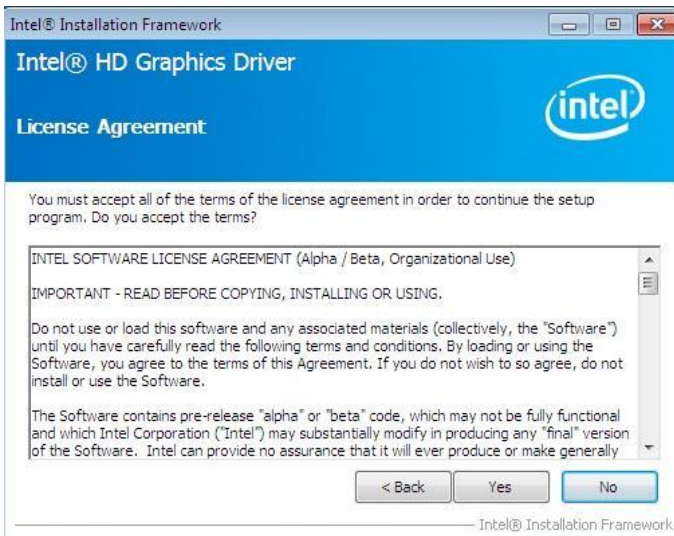 Intel® Installation Framework
Intel® HD Graphics Driver
License Agreement
intel
You must accept all of the terms of the license agreement in order to continue the setup
program. Do you accept the terms?
INTEL SOFTWARE LICENSE AGREEMENT (Alpha / Beta, Organizational Use)
IMPORTANT - READ BEFORE COPYING, INSTALLING OR USING.
Do not use or load this software and any associated materials (collectively, the "Software")
until you have carefully read the following terms and conditions. By loading or using the
Software, you agree to the terms of this Agreement. If you do not wish to so agree, do not
install or use the Software.
The Software contains pre-release "alpha" or "beta" code, which may not be fully functional
and which Intel Corporation ("Intel") may substantially modify in producing any "final" version
of the Software. Intel can provide no assurance that it will ever produce or make generally
< Back
Yes
No
Intel® Installation Framework